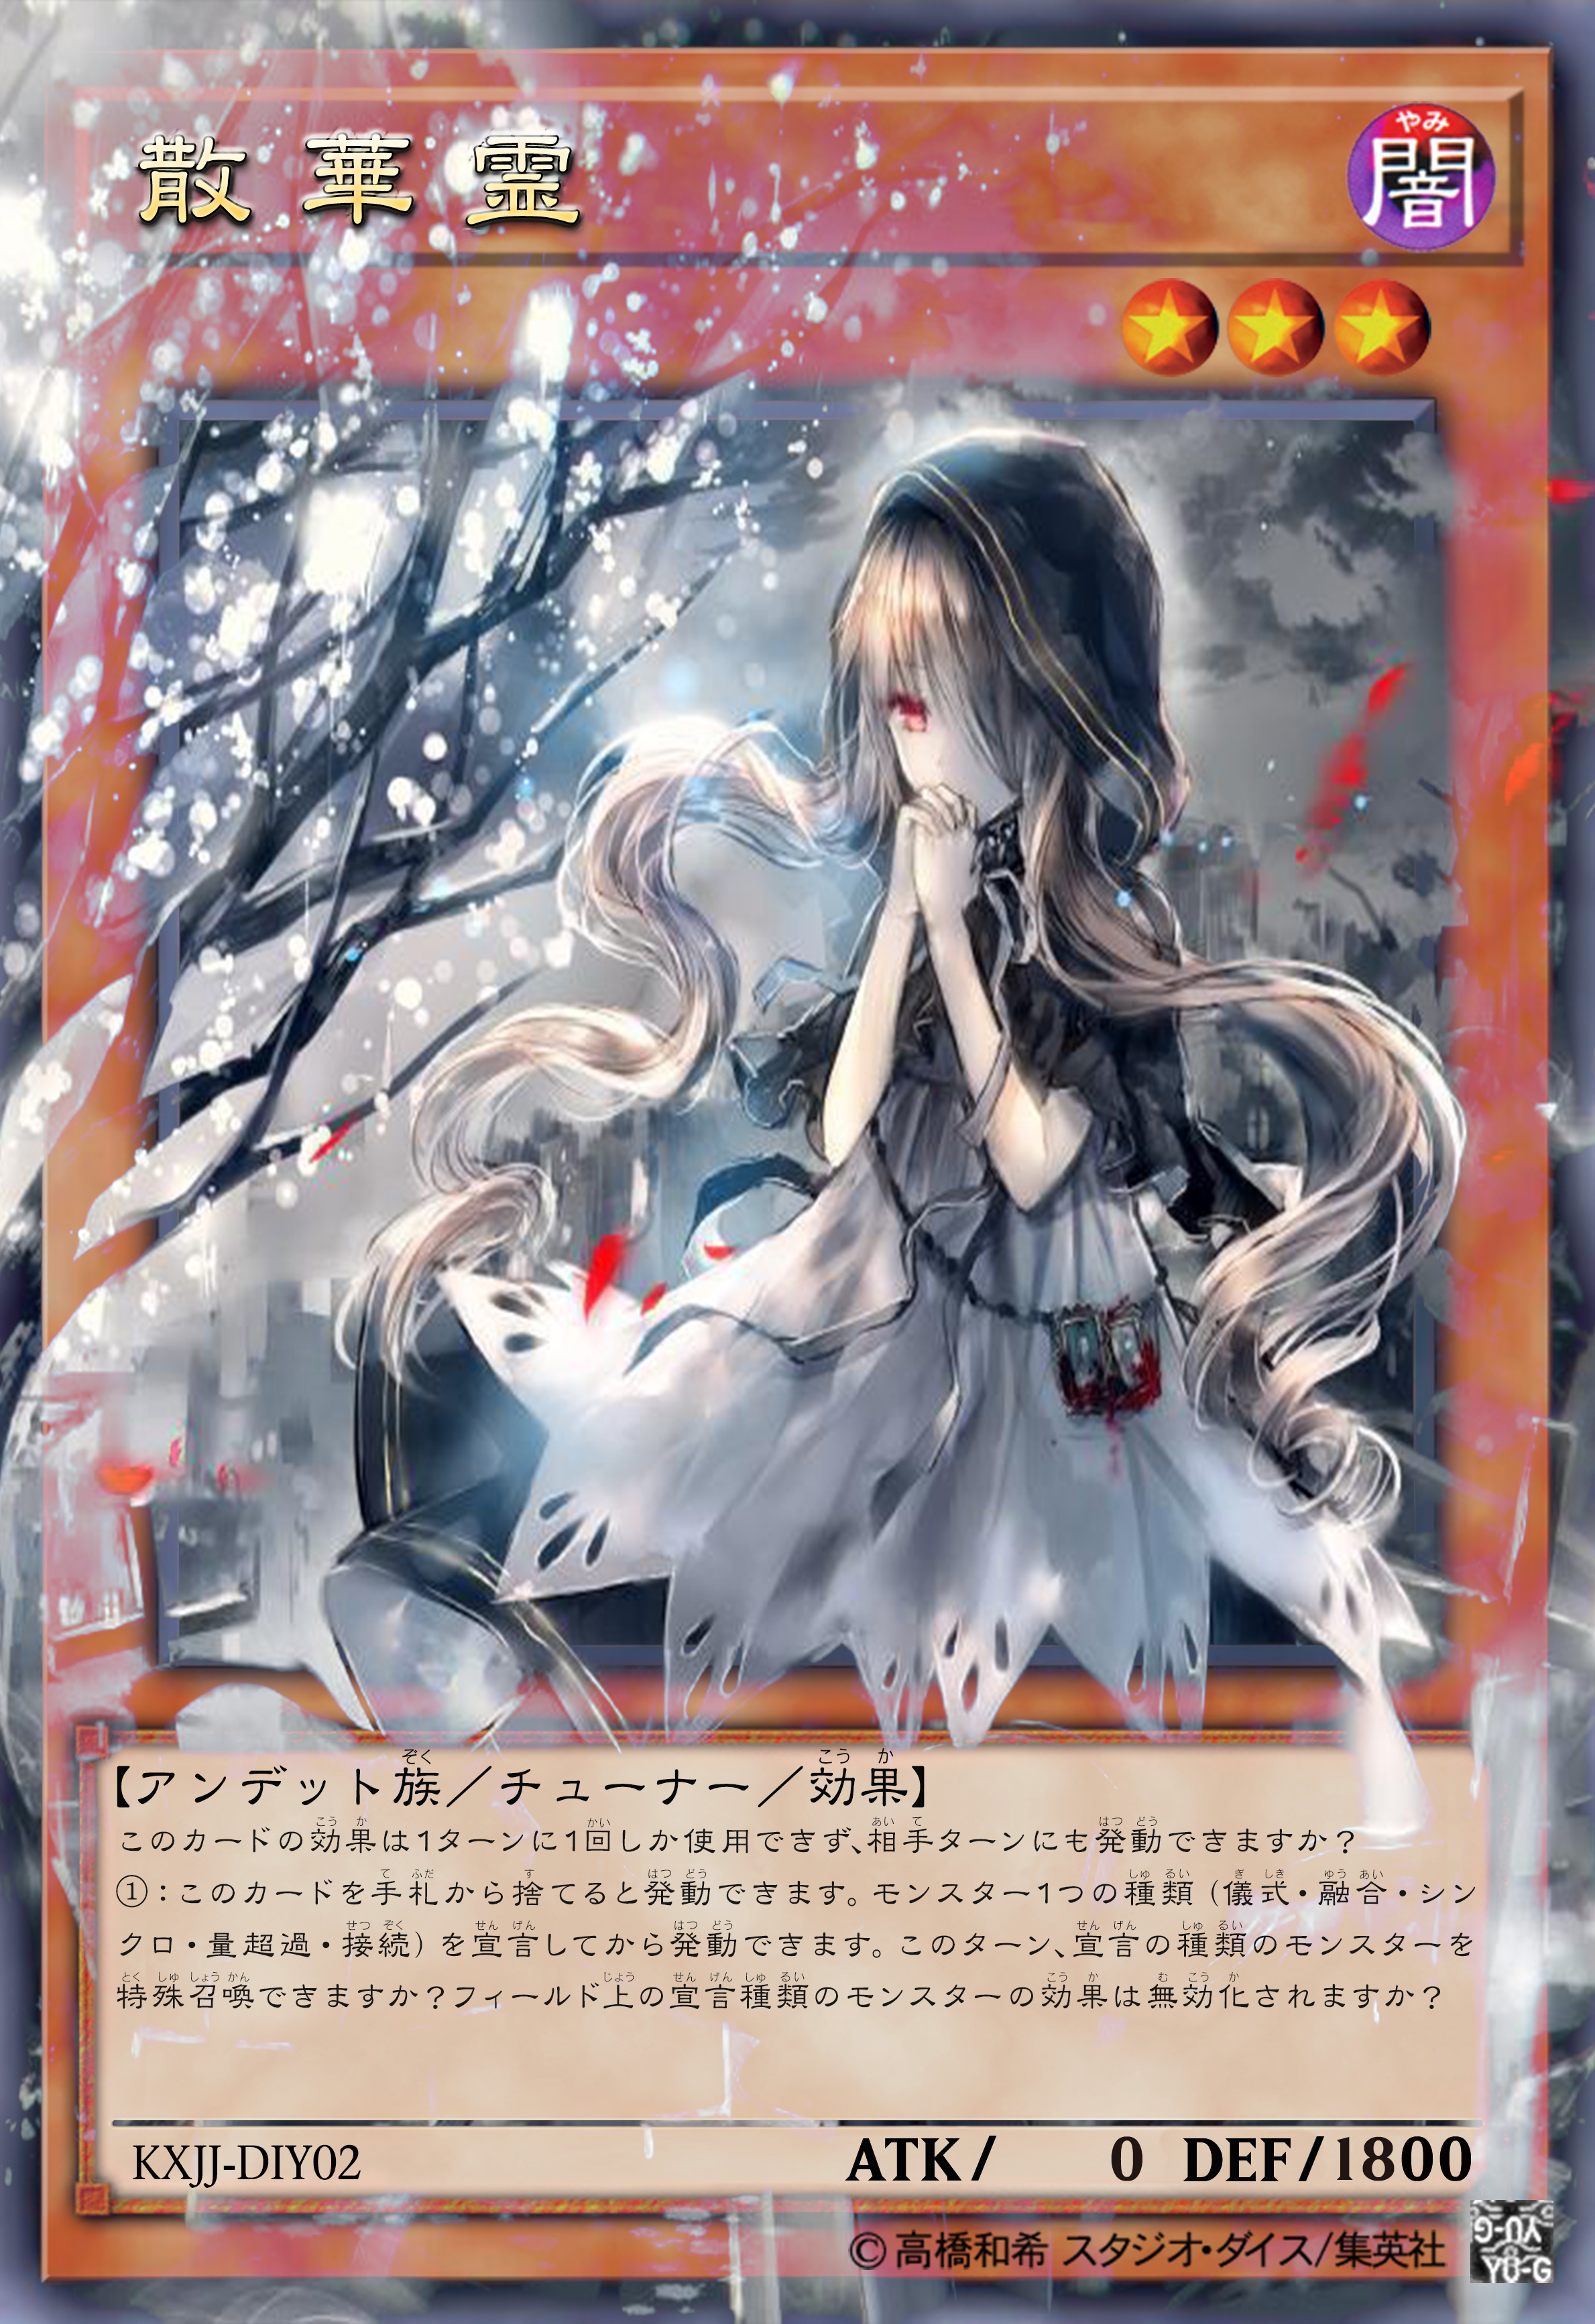 散華霊
やみ
闇
【アンデット族／チューナー／効果】
このカードの効果は1ターンに1回しか使用できず、相手ターンにも発動できますか？
①：このカードを手札から捨てると発動できます。モンスター1つの種類（儀式・融合・シン
クロ・量超過・接続）を宣言してから発動できます。このターン、宣言の種類のモンスターを
特殊召喚できますか？フィールド上の宣言種類のモンスターの効果は無効化されますか？
KXJJ-DIY02 ATK/ 0 DEF/1800
©高橋和希 スタジオ・ダイス/集英社
YU-G